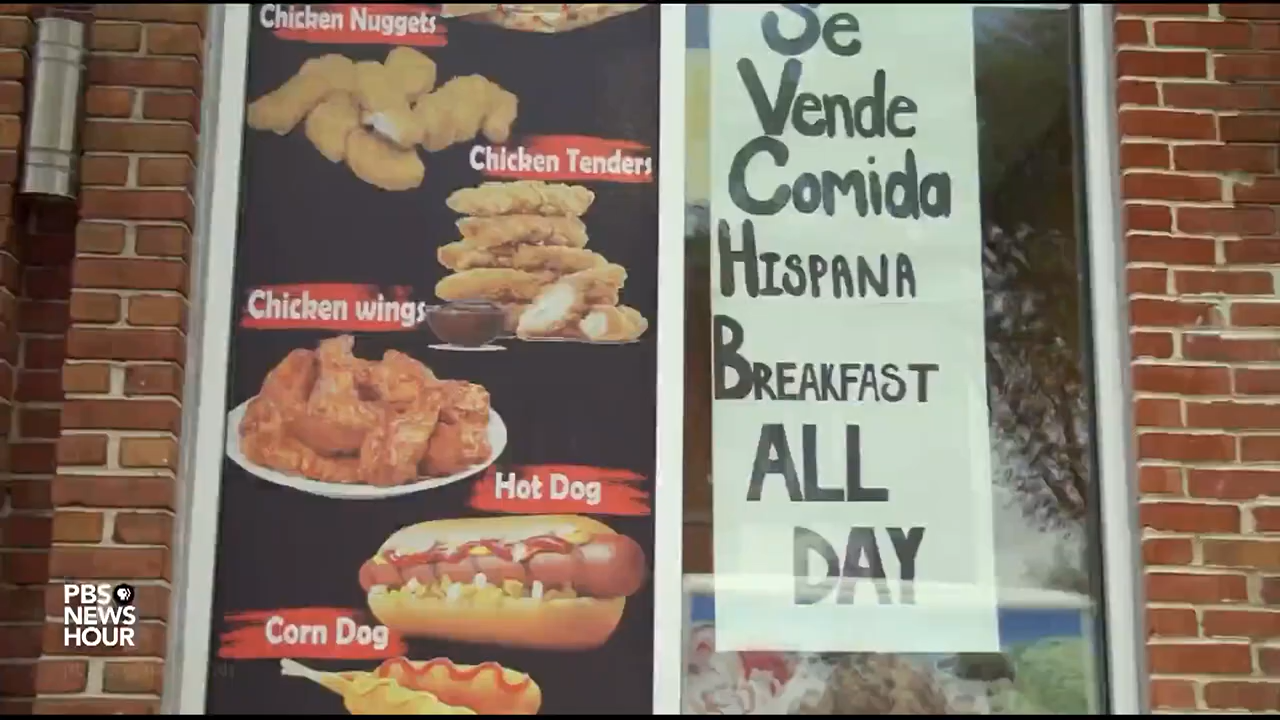 Chicken Nuggets
Chicken Tenders
Chicken wings
Hot Dog
Corn Dog
Se
Vende
Comida
HISPANA
BREAKFAST
ALL
DAY
PBS
NEWS
HOUR